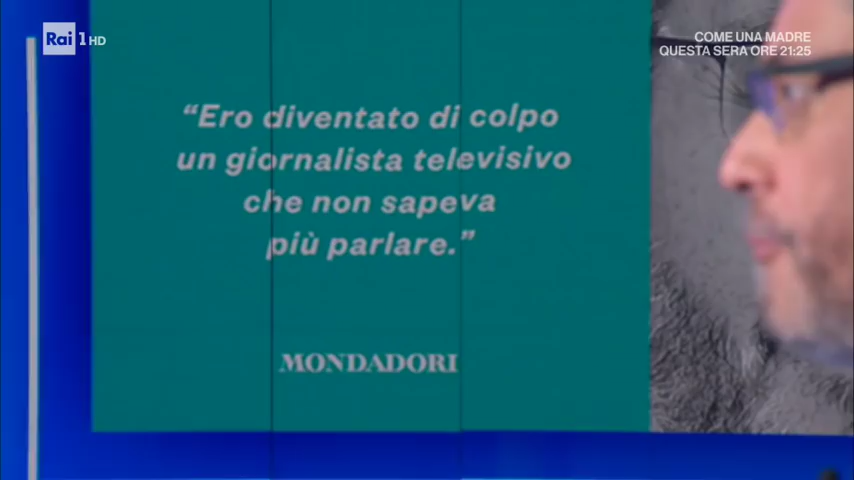 Rai 1 HD
COME UNA MADRE
QUESTA SERA ORE 21:25
“Ero diventato di colpo
un giornalista televisivo
che non sapeva
più parlare.”
MONDADORI